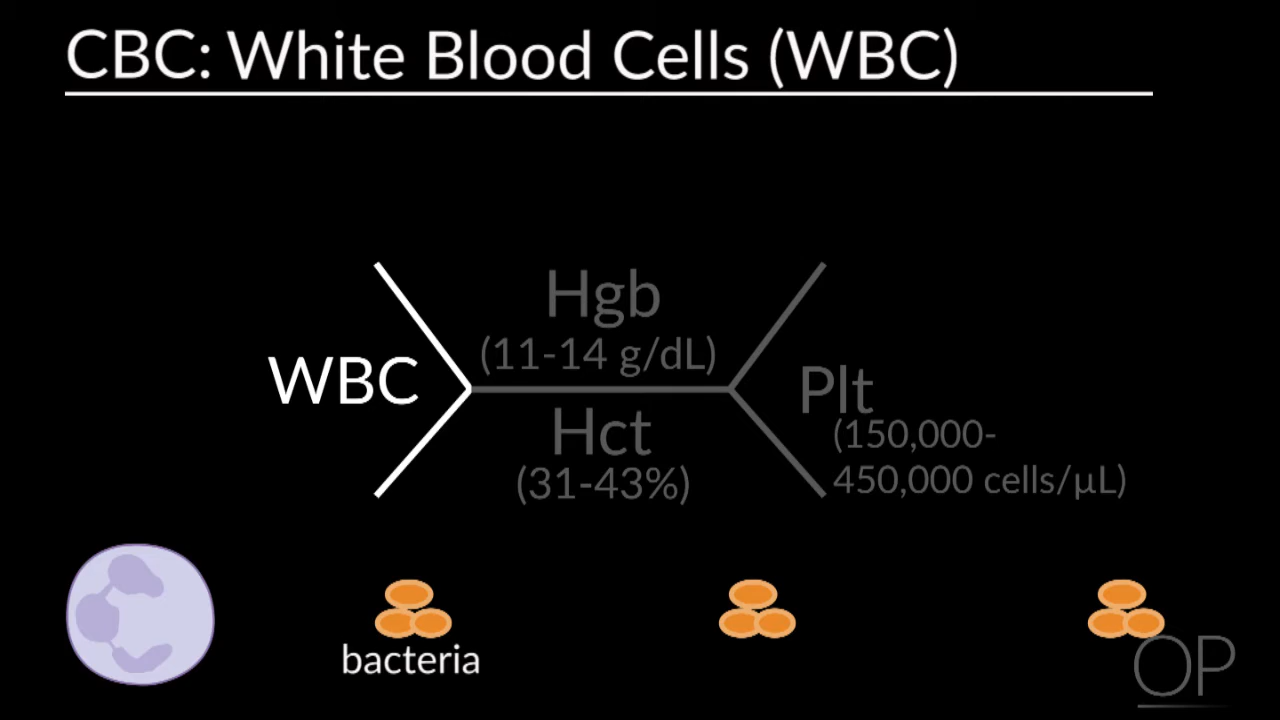 CBC: White Blood Cells (WBC)
Hgb
(11-14 g/dL)
WBC
Plt
Hct
(150,000-
450,000 cells/μL)
(31-43%)
bacteria
OP